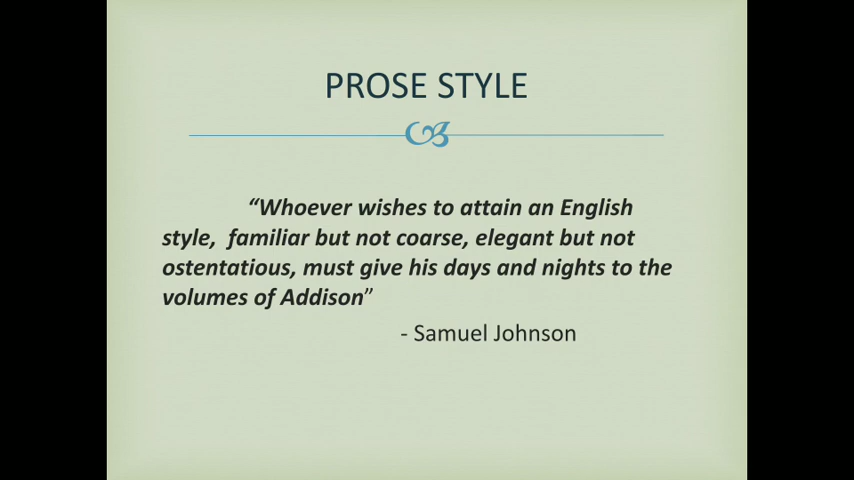 PROSE STYLE
“Whoever wishes to attain an English
style,  familiar but not coarse, elegant but not
ostentatious, must give his days and nights to the
volumes of Addison”
- Samuel Johnson